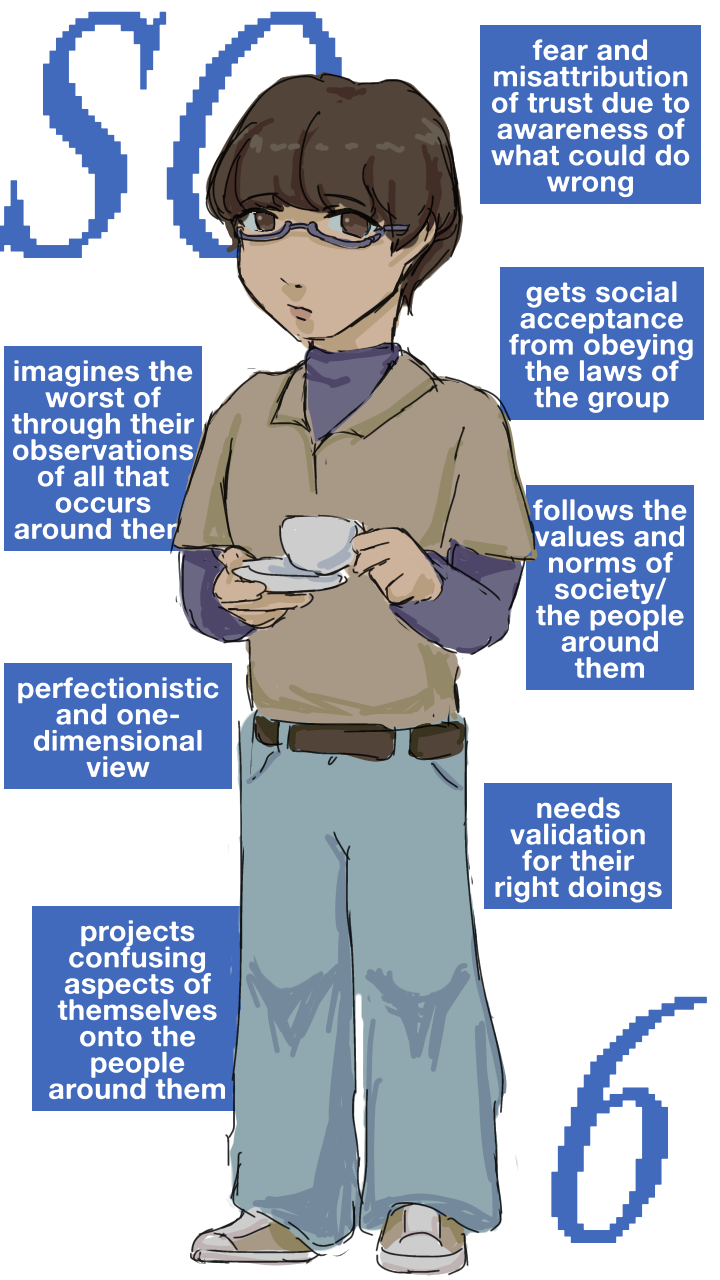 SO
fear and
misattribution
of trust due to
awareness of
what could do
wrong
gets social
acceptance
from obeying
the laws of
the group
imagines the
worst of
through their
observations
of all that
occurs
around them
follows the
values and
norms of
society/
the people
around
them
perfectionistic
and one-
dimensional
view
needs
validation
for their
right doings
projects
confusing
aspects of
themselves
onto the
people
around them
6